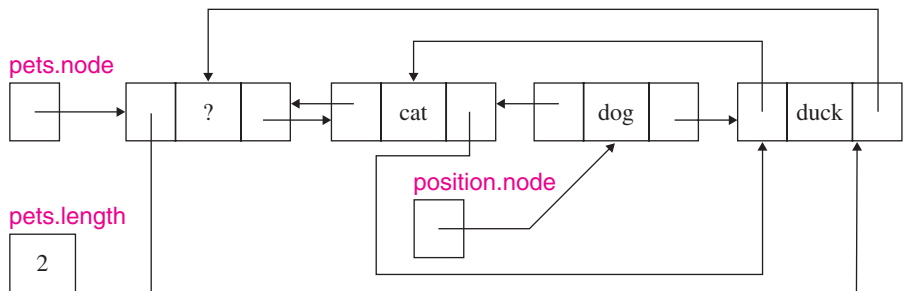 pets.node
? cat dog duck
position.node
pets.length
2